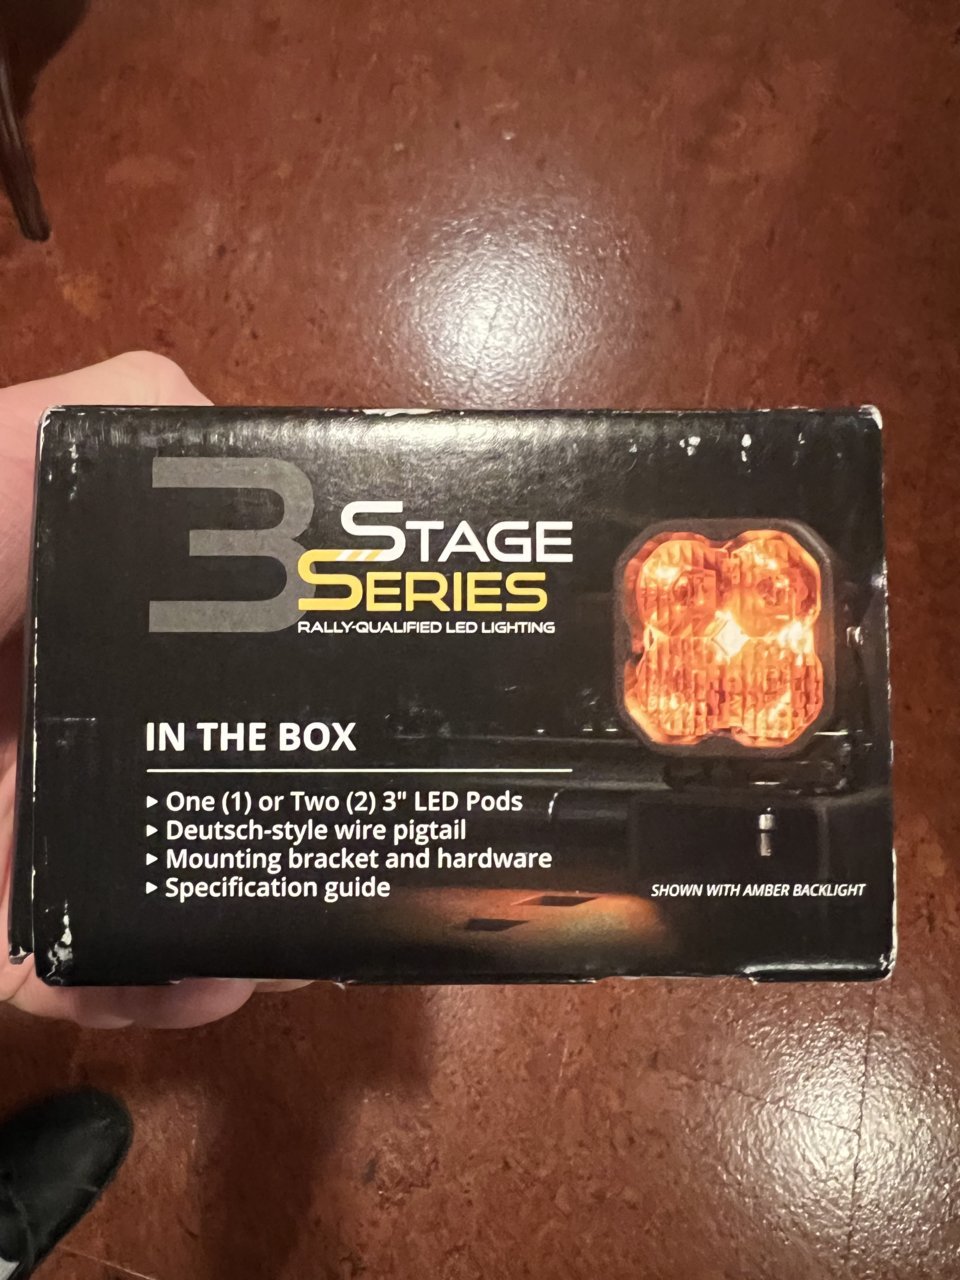 3
STAGE
SERIES
RALLY-QUALIFIED LED LIGHTING
IN THE BOX
▸ One (1) or Two (2) 3" LED Pods
▸ Deutsch-style wire pigtail
▸ Mounting bracket and hardware
▸ Specification guide
SHOWN WITH AMBER BACKLIGHT